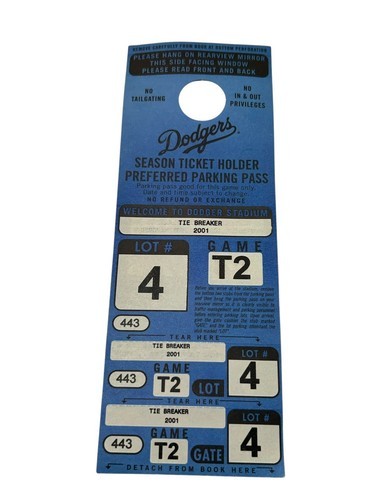 REMOVE CAREFULLY FROM BOOK AT BOTTOM PERFORATION
PLEASE HANG ON REARVIEW MIRROR
THIS SIDE FACING WINDOW
PLEASE READ FRONT AND BACK
NO
TAILGATING
NO
IN & OUT
PRIVILEGES
Dodgers
SEASON TICKET HOLDER
PREFERRED PARKING PASS
Parking pass good for this game only.
Date and time subject to change.
NO REFUND OR EXCHANGE
WELCOME TO DODGER STADIUM
TIE BREAKER
2001
LOT #
4
GAME
T2
443
TEAR HERE
TIE BREAKER
2001
443
GAME
T2
LOT
LOT #
4
TEAR HERE
TIE BREAKER
2001
443
GAME
T2
GATE
LOT #
4
DETACH FROM BOOK HERE